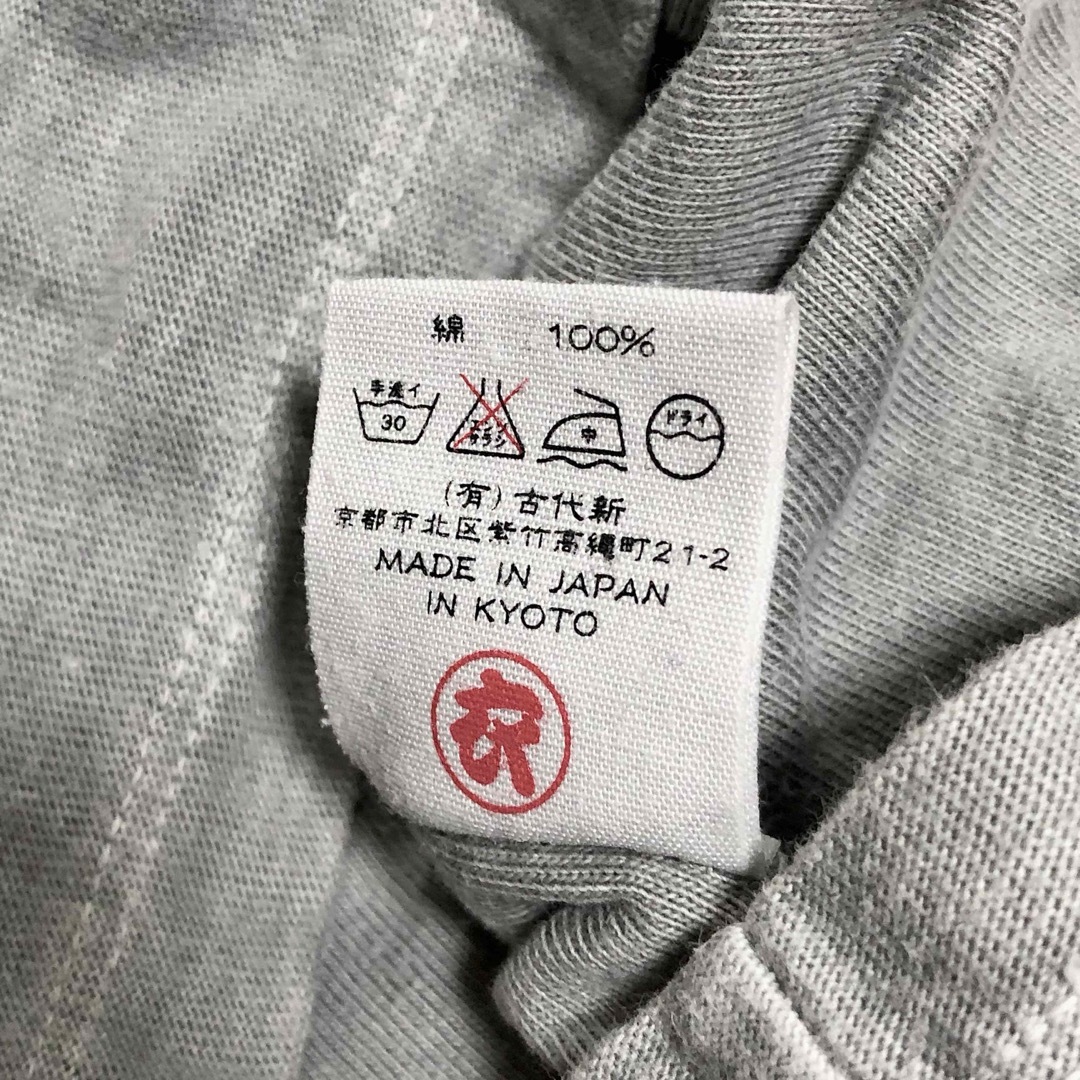 綿 100%
手洗イ 30 エンソサラシ 中 ドライ
(有)古代新
京都市北区紫竹高縄町21-2
MADE IN JAPAN
IN KYOTO
衣